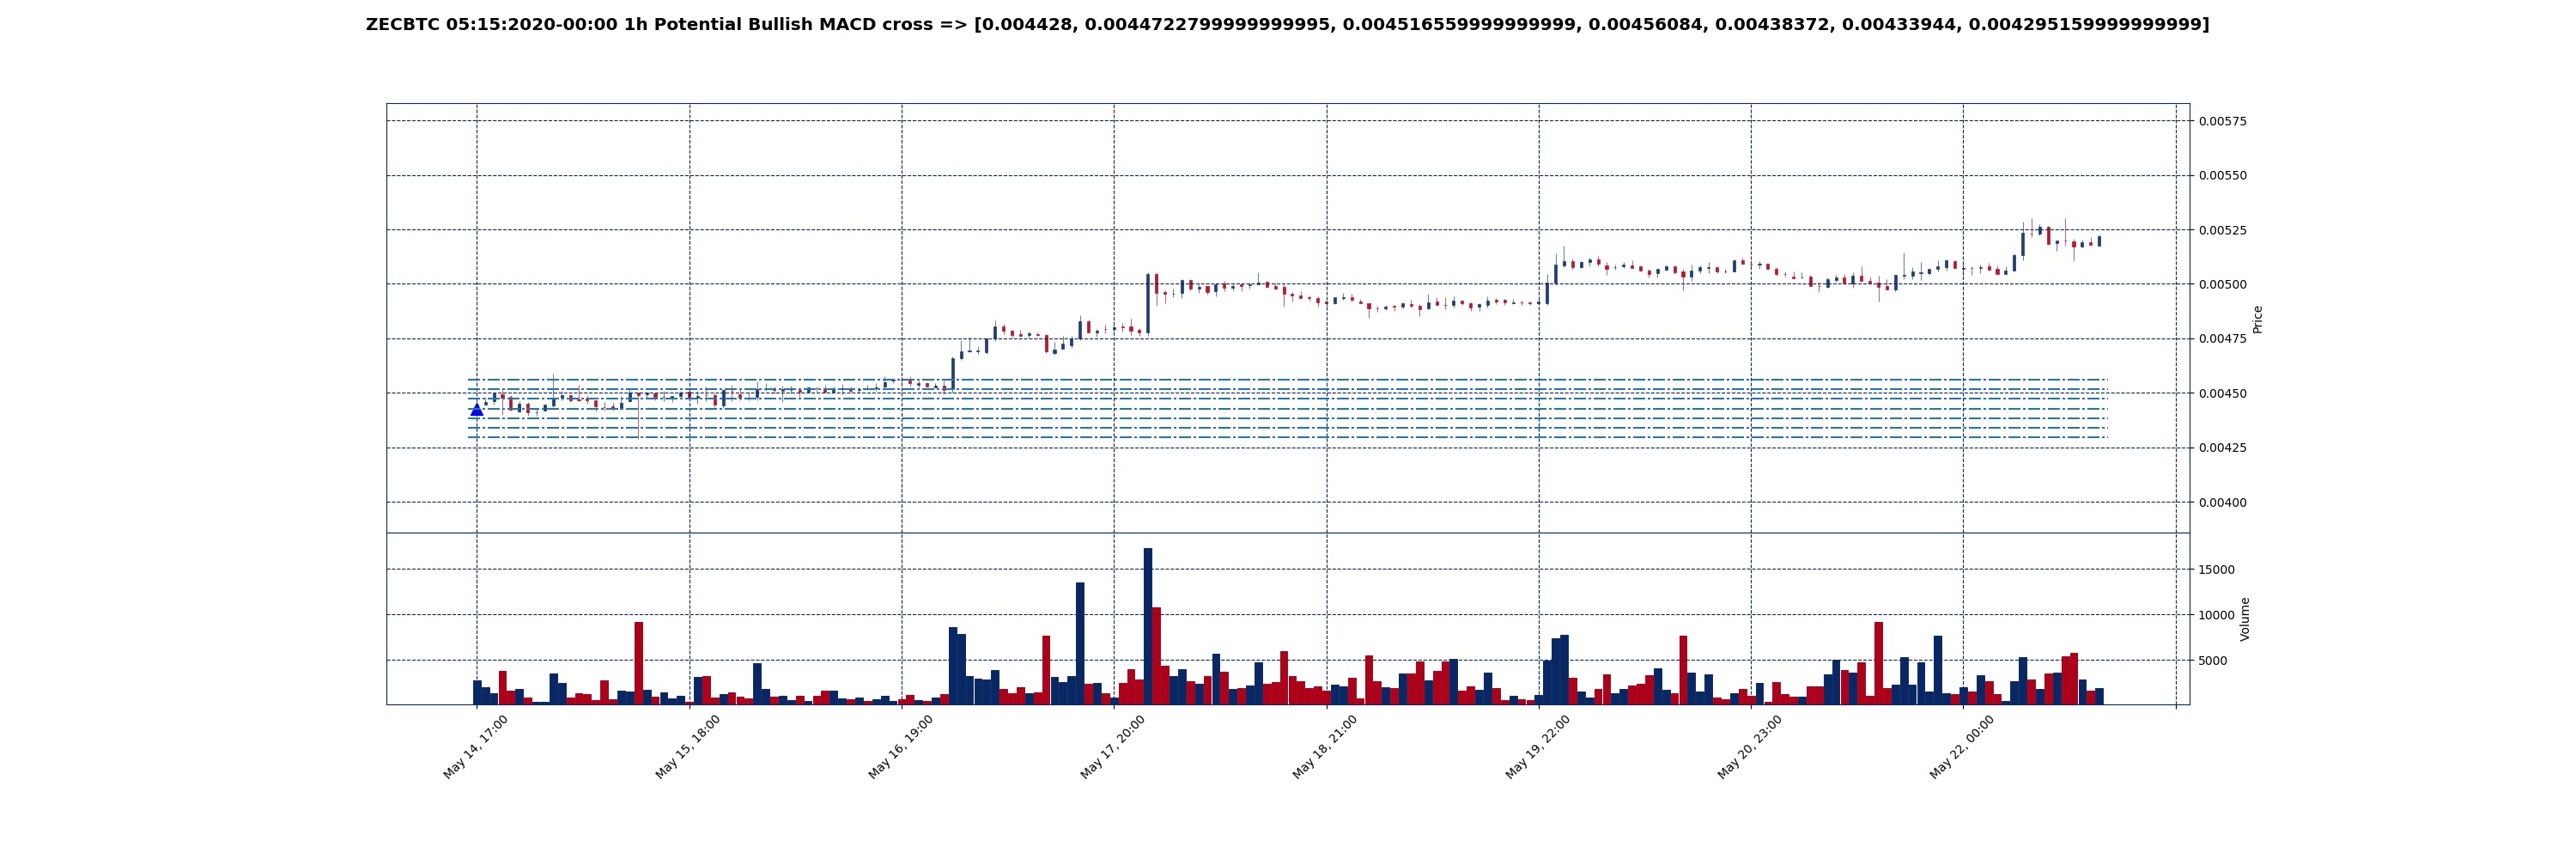 ZECBTC 05:15:2020-00:00 1h Potential Bullish MACD cross => [0.004428, 0.0044722799999999995, 0.004516559999999999, 0.00456084, 0.00438372, 0.00433944, 0.004295159999999999]
0.00575
0.00550
0.00525
0.00500
0.00475
0.00450
0.00425
0.00400
Price
15000
10000
5000
Volume
May 14, 17:00
May 15, 18:00
May 16, 19:00
May 17, 20:00
May 18, 21:00
May 19, 22:00
May 20, 23:00
May 22, 00:00